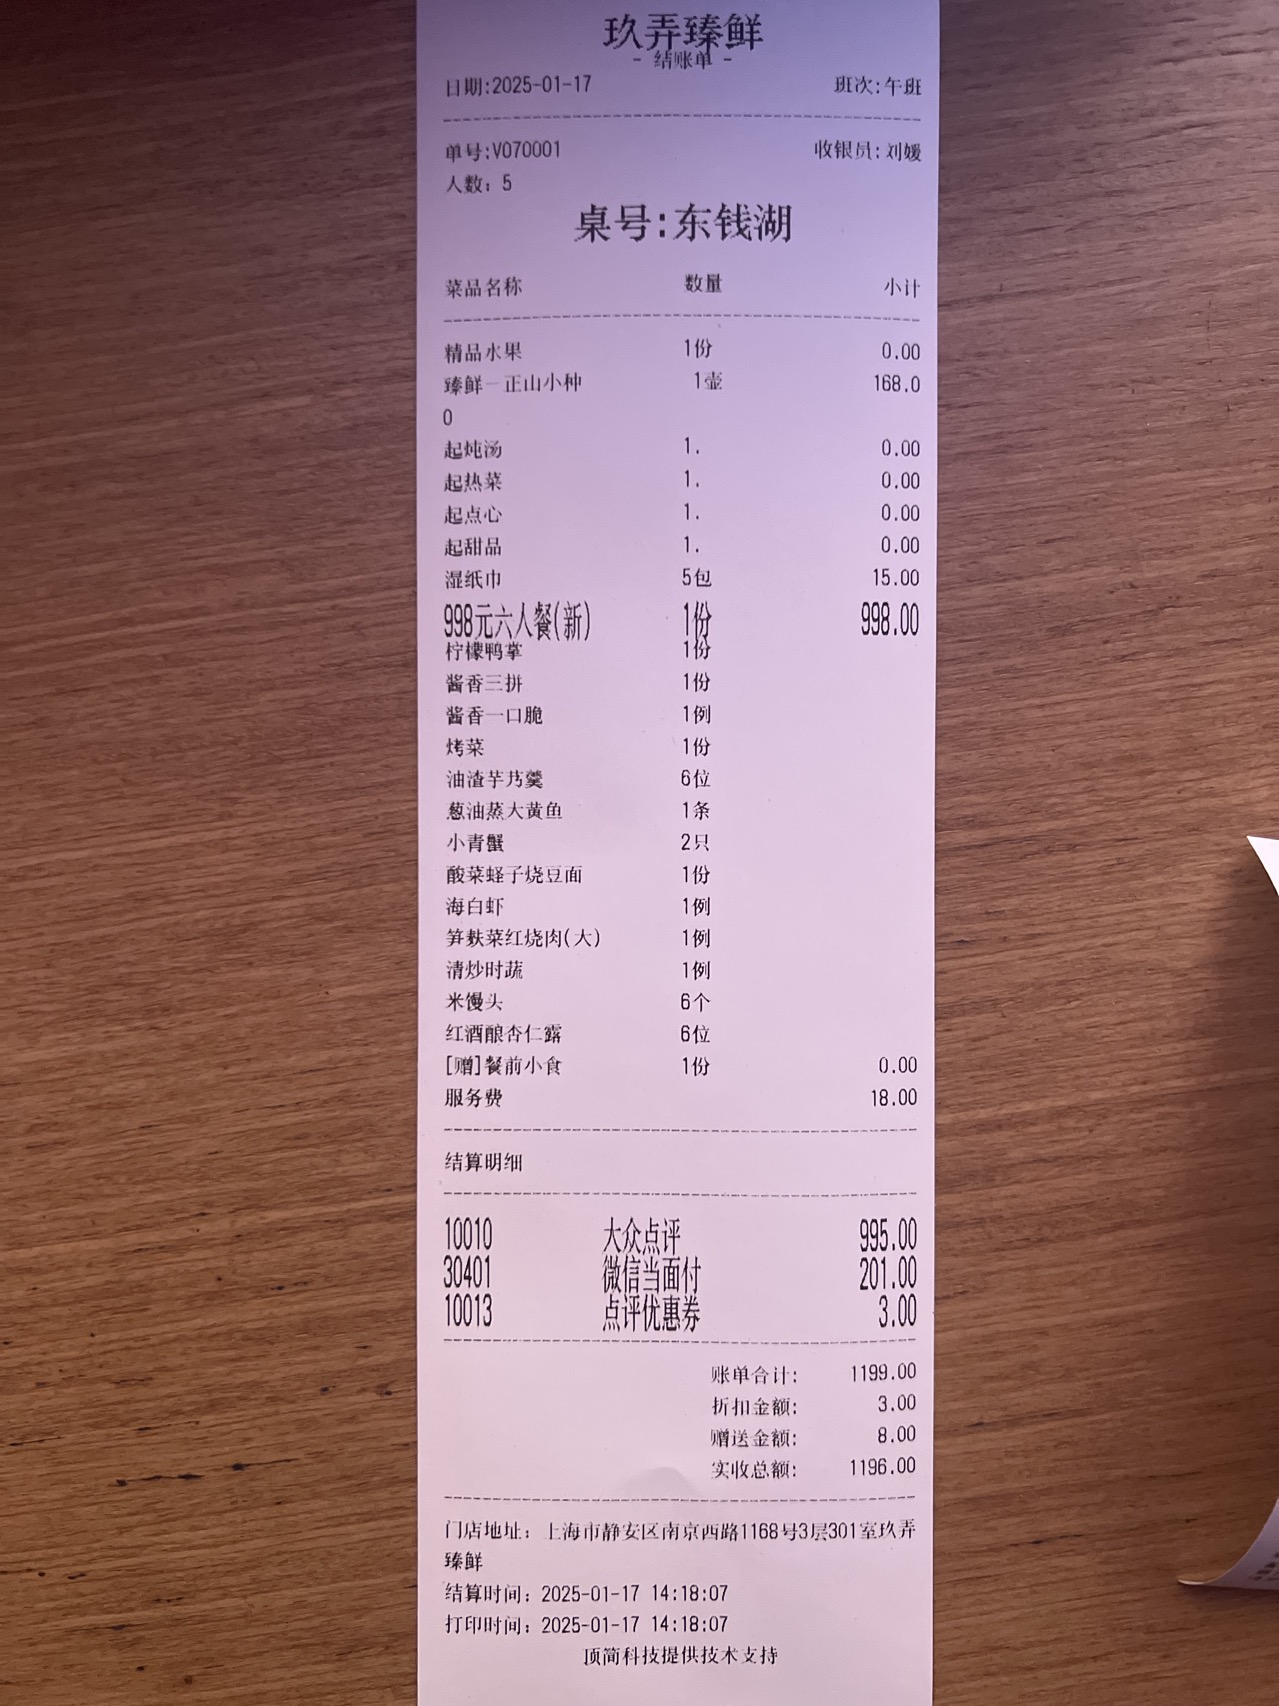 玖弄臻鲜
- 结账单 -
日期:2025-01-17 班次:午班
单号:V070001 收银员:刘媛
人数: 5
桌号:东钱湖
菜品名称 数量 小计
精品水果 1份 0.00
臻鲜一正山小种 1壶 168.0
0
起炖汤 1. 0.00
起热菜 1. 0.00
起点心 1. 0.00
起甜品 1. 0.00
湿纸巾 5包 15.00
998元六人餐(新) 1份 998.00
柠檬鸭掌 1份
酱香三拼 1份
酱香一口脆 1例
烤菜 1份
油渣芋艿羹 6位
葱油蒸大黄鱼 1条
小青蟹 2只
酸菜蛏子烧豆面 1份
海白虾 1例
笋麸菜红烧肉(大) 1例
清炒时蔬 1例
米馒头 6个
红酒酿杏仁露 6位
[赠]餐前小食 1份 0.00
服务费 18.00
结算明细
10010 大众点评 995.00
30401 微信当面付 201.00
10013 点评优惠券 3.00
账单合计: 1199.00
折扣金额: 3.00
赠送金额: 8.00
实收总额: 1196.00
门店地址: 上海市静安区南京西路1168号3层301室玖弄
臻鲜
结算时间: 2025-01-17 14:18:07
打印时间: 2025-01-17 14:18:07
顶简科技提供技术支持